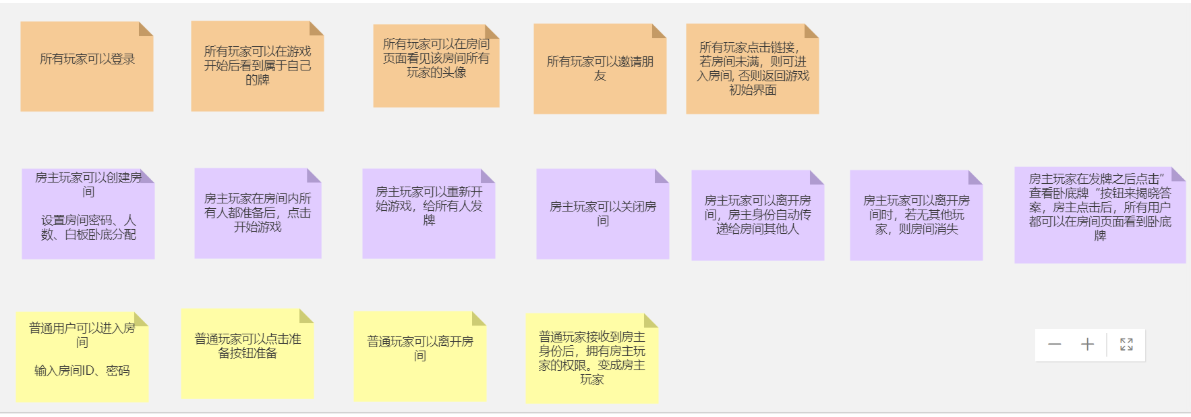 所有玩家可以登录
所有玩家可以在游戏
开始后看到属于自己
的牌
所有玩家可以在房间
页面看见该房间所有
玩家的头像
所有玩家可以邀请朋
友
所有玩家点击链接，
若房间未满，则可进
入房间, 否则返回游戏
初始界面
房主玩家可以创建房
间
设置房间密码、人
数、白板卧底分配
房主玩家在房间内所
有人都准备后，点击
开始游戏
房主玩家可以重新开
始游戏，给所有人发
牌
房主玩家可以关闭房
间
房主玩家可以离开房
间，房主身份自动传
递给房间其他人
房主玩家可以离开房
间时，若无其他玩
家，则房间消失
房主玩家在发牌之后点击”
查看卧底牌“按钮来揭晓答
案，房主点击后，所有用户
都可以在房间页面看到卧底
牌
普通用户可以进入房
间
输入房间ID、密码
普通玩家可以点击准
备按钮准备
普通玩家可以离开房
间
普通玩家接收到房主
身份后，拥有房主玩
家的权限。变成房主
玩家